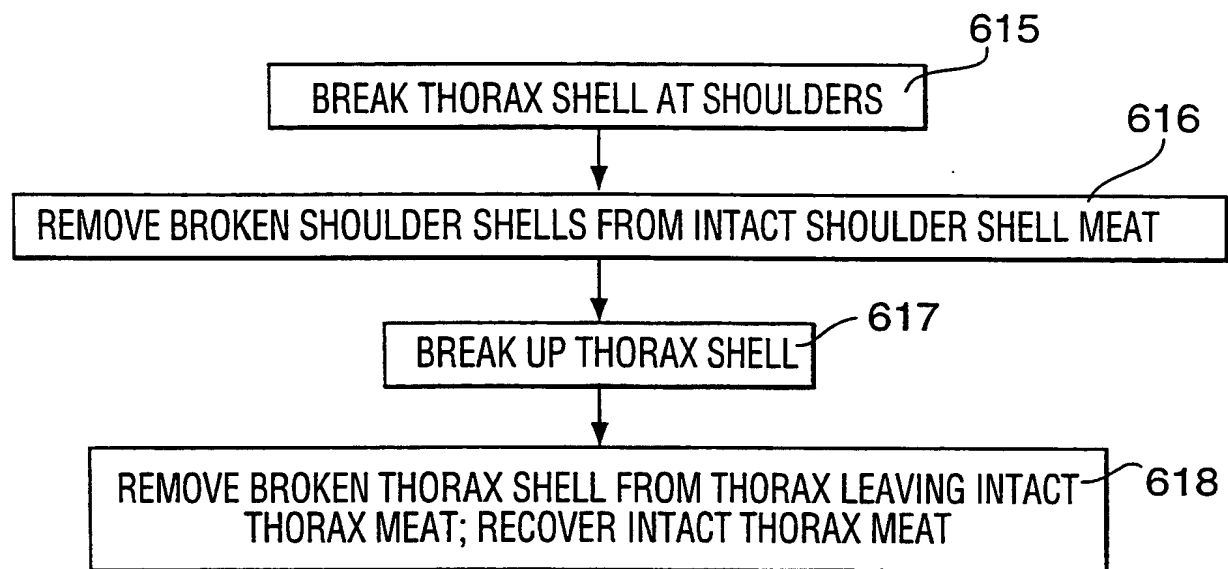 615
BREAK THORAX SHELL AT SHOULDERS
616
REMOVE BROKEN SHOULDER SHELLS FROM INTACT SHOULDER SHELL MEAT
617
BREAK UP THORAX SHELL
REMOVE BROKEN THORAX SHELL FROM THORAX LEAVING INTACT
THORAX MEAT; RECOVER INTACT THORAX MEAT
618